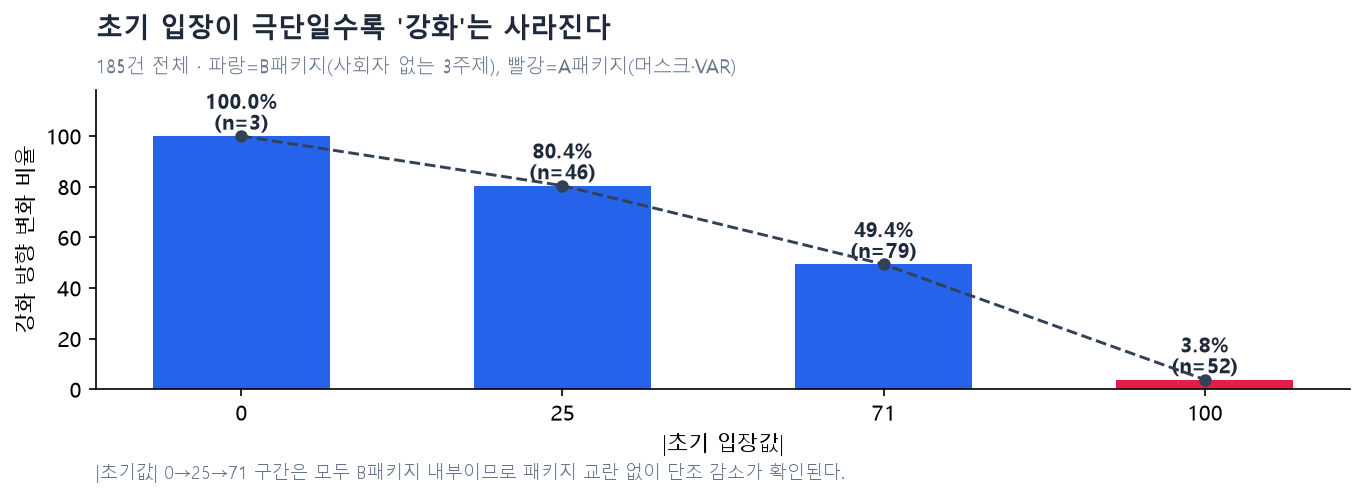 초기 입장이 극단일수록 '강화'는 사라진다
185건 전체 · 파랑=B패키지(사회자 없는 3주제), 빨강=A패키지(머스크·VAR)
강화 방향 변화 비율
100
80
60
40
20
0
100.0%
(n=3)
80.4%
(n=46)
49.4%
(n=79)
3.8%
(n=52)
0 25 71 100
|초기 입장값|
|초기값| 0→25→71 구간은 모두 B패키지 내부이므로 패키지 교란 없이 단조 감소가 확인된다.